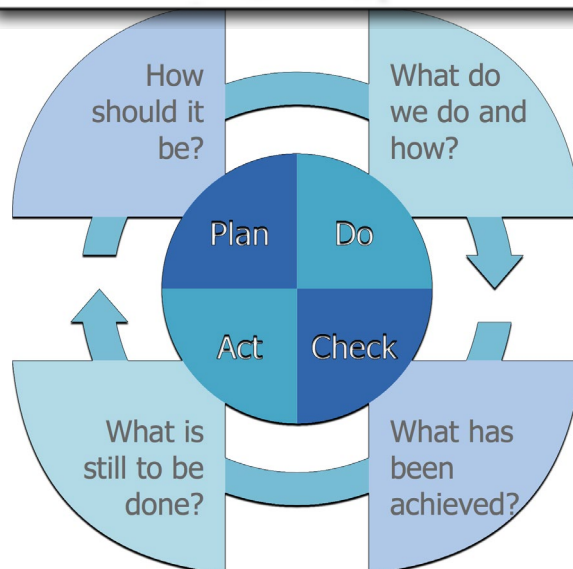 How
should it
be?
What do
we do and
how?
Plan
Do
Act
Check
What is
still to be
done?
What has
been
achieved?